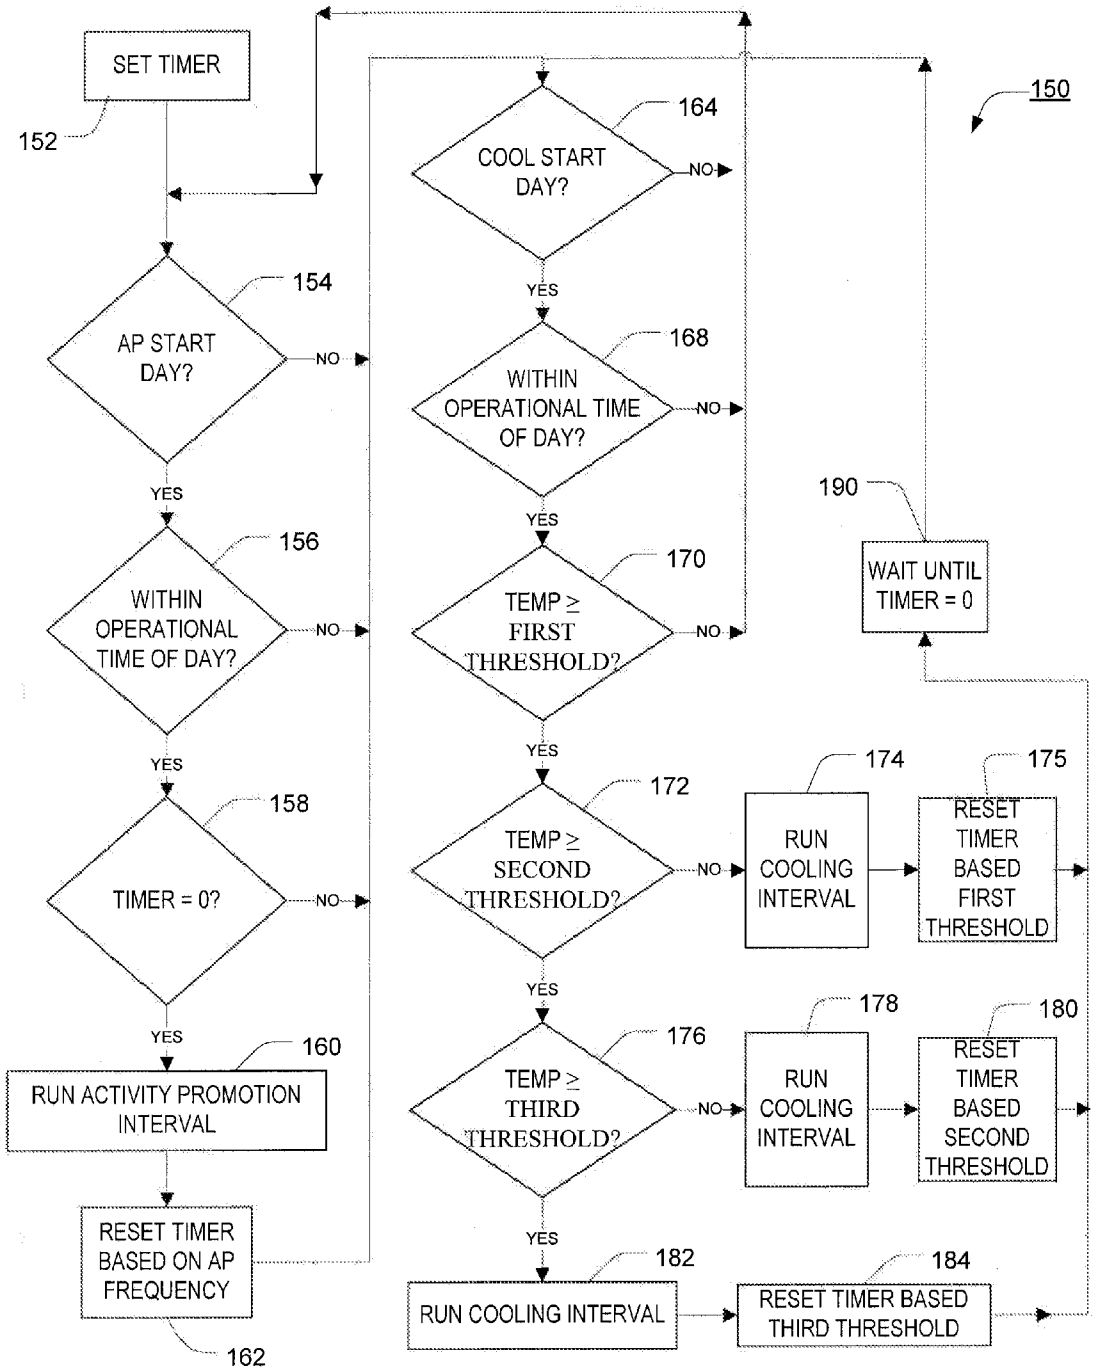 150
SET TIMER
152
154
AP START
DAY?
NO
YES
156
WITHIN
OPERATIONAL
TIME OF DAY?
NO
YES
158
TIMER = 0?
NO
YES
160
RUN ACTIVITY PROMOTION
INTERVAL
RESET TIMER
BASED ON AP
FREQUENCY
162
164
COOL START
DAY?
NO
YES
168
WITHIN
OPERATIONAL TIME
OF DAY?
NO
YES
170
TEMP ≥
FIRST
THRESHOLD?
NO
YES
172
TEMP ≥
SECOND
THRESHOLD?
NO
174
RUN
COOLING
INTERVAL
175
RESET
TIMER
BASED
FIRST
THRESHOLD
YES
176
TEMP ≥
THIRD
THRESHOLD?
NO
178
RUN
COOLING
INTERVAL
180
RESET
TIMER
BASED
SECOND
THRESHOLD
YES
182
RUN COOLING INTERVAL
184
RESET TIMER BASED
THIRD THRESHOLD
190
WAIT UNTIL
TIMER = 0